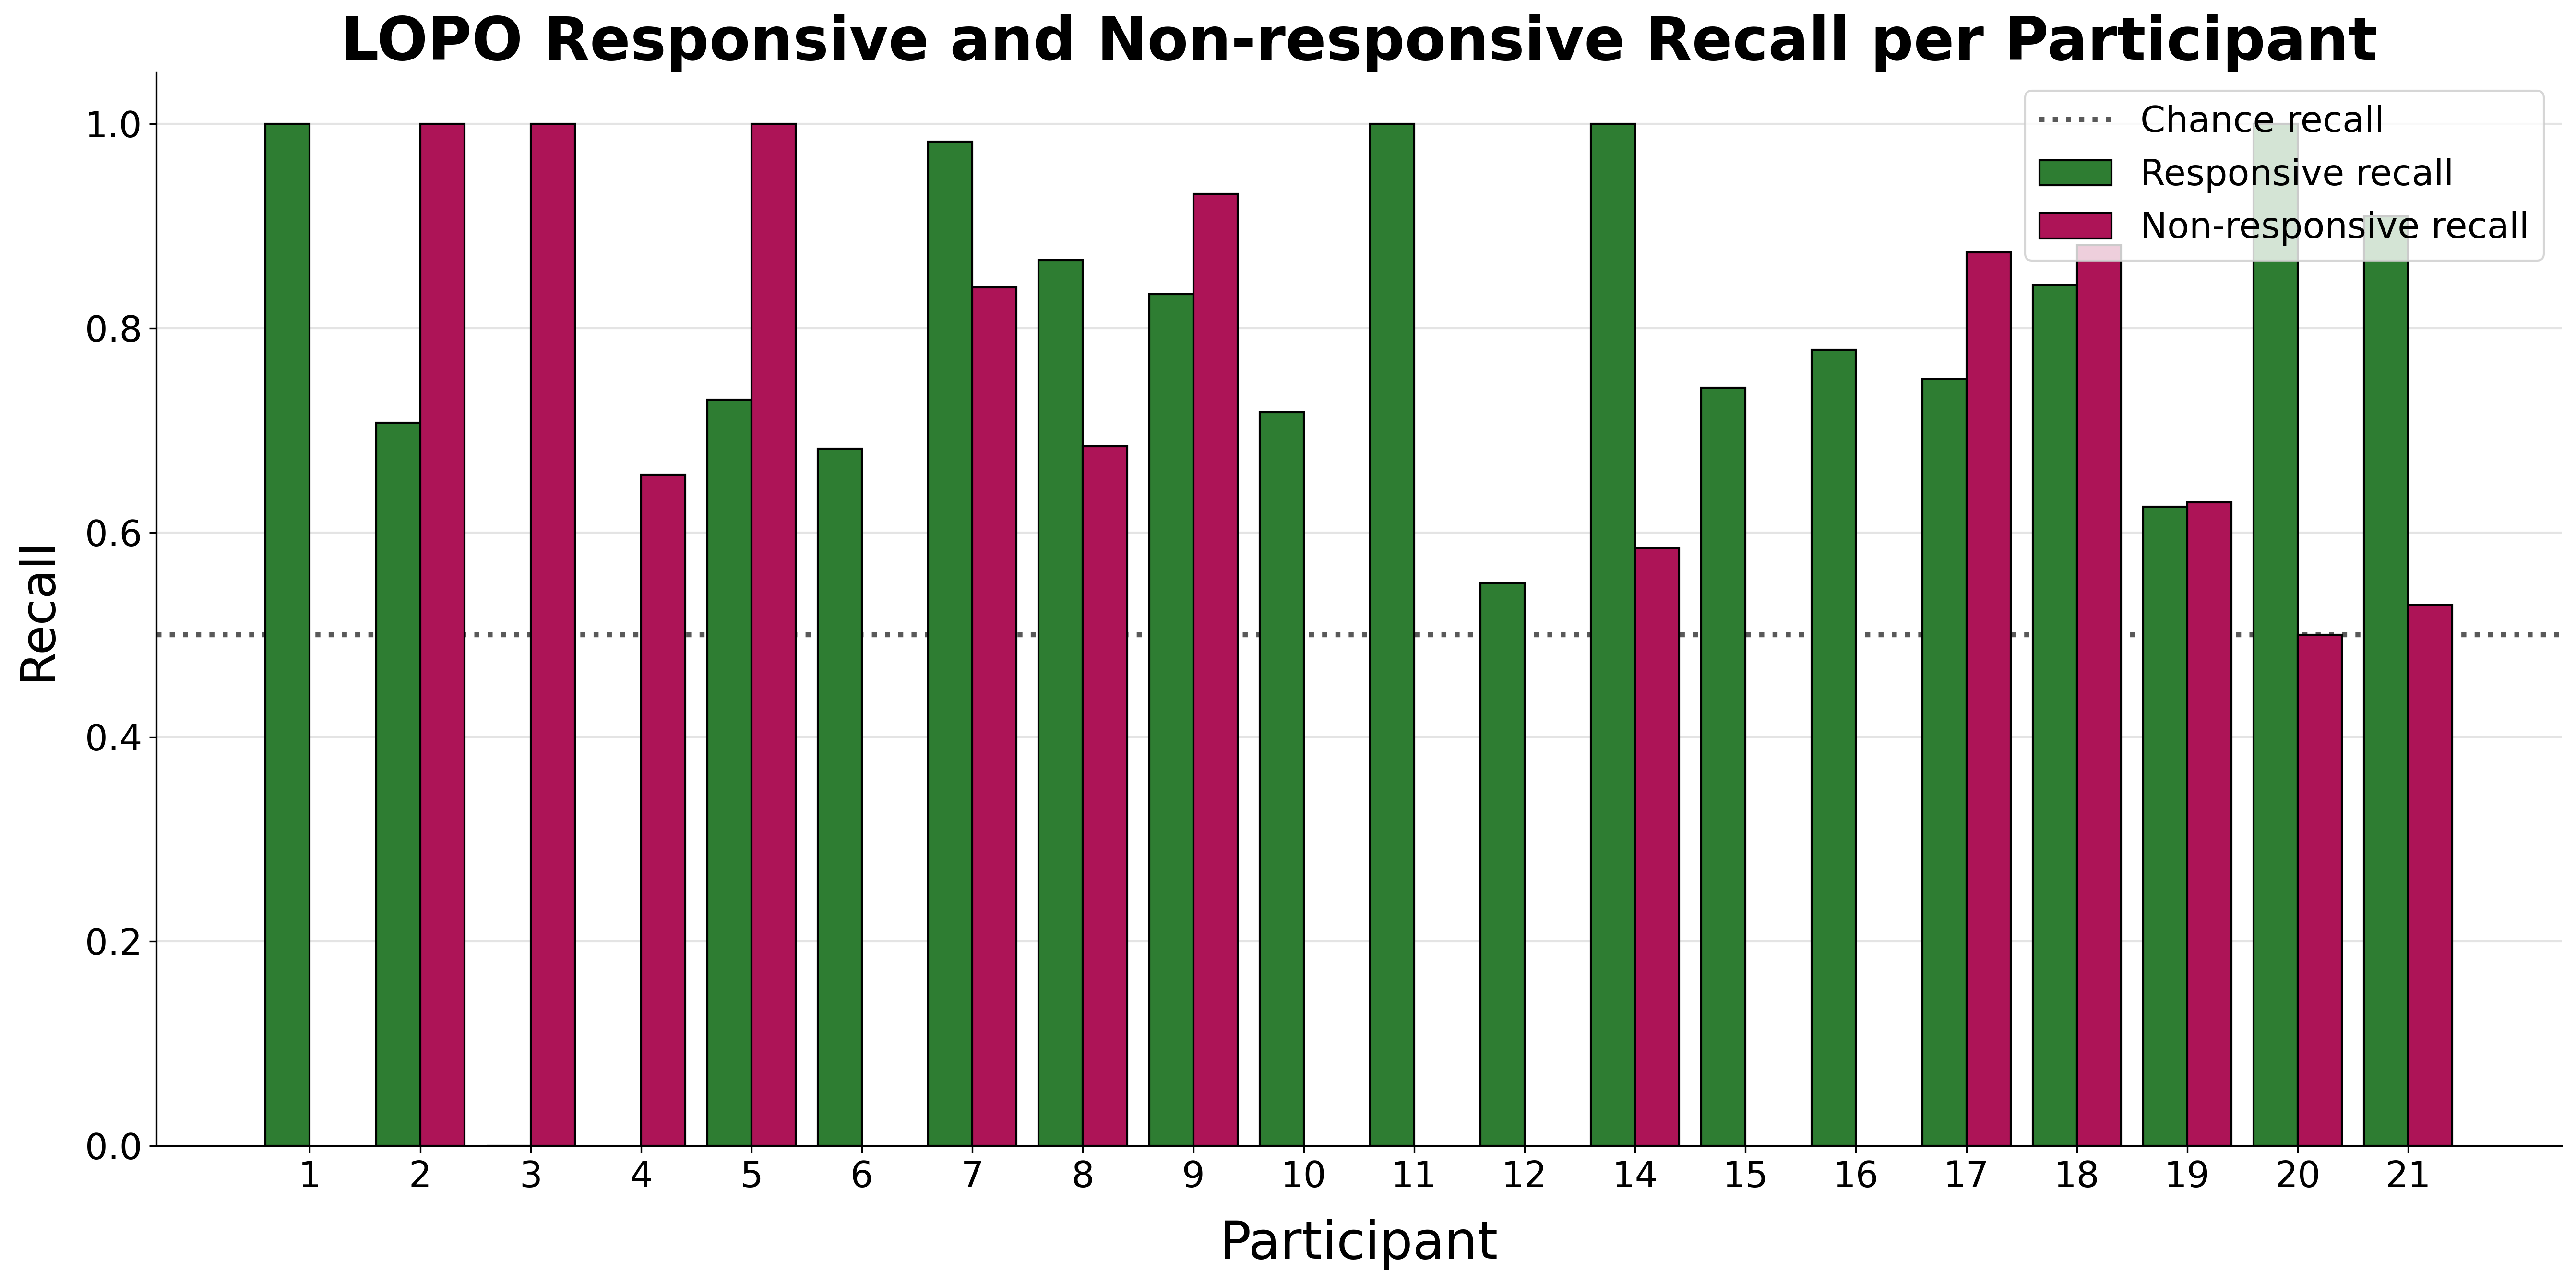 LOPO Responsive and Non-responsive Recall per Participant
Chance recall
Responsive recall
Non-responsive recall
1.0
0.8
0.6
0.4
0.2
0.0
Recall
1 2 3 4 5 6 7 8 9 10 11 12 14 15 16 17 18 19 20 21
Participant